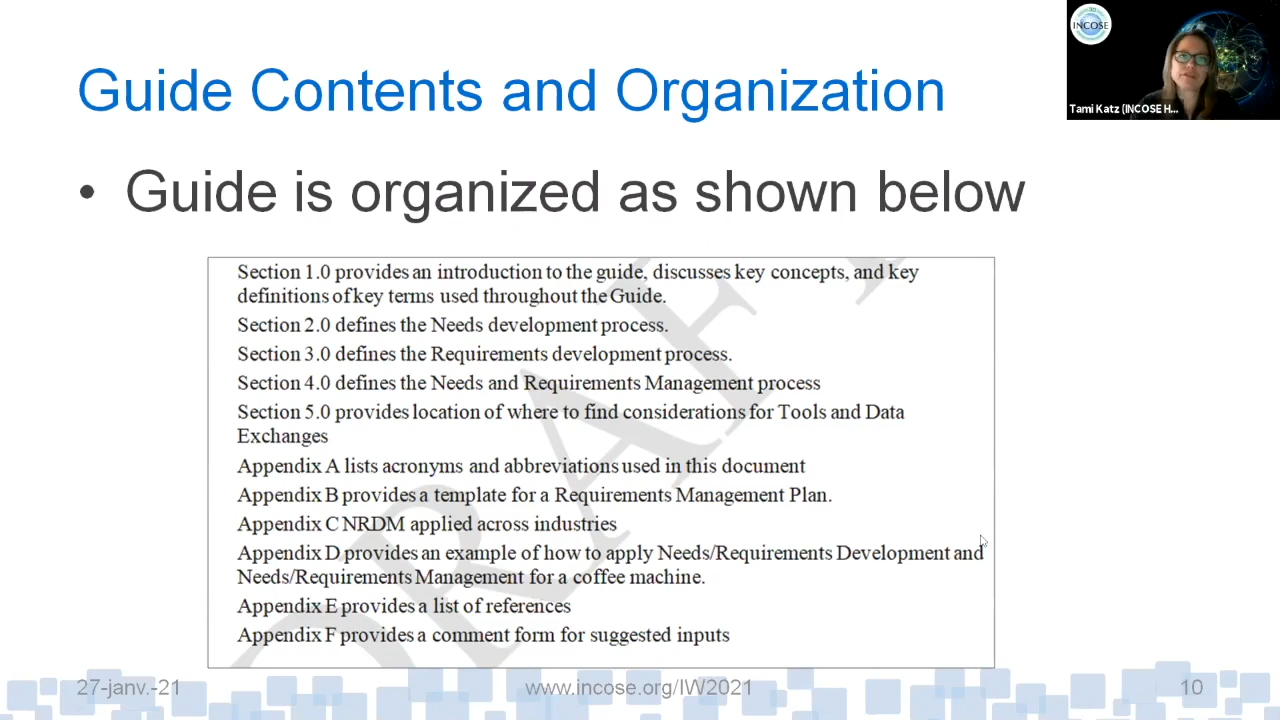 Guide Contents and Organization
INCOSE
Tami Katz (INCOSE H...
• Guide is organized as shown below
Section 1.0 provides an introduction to the guide, discusses key concepts, and key
definitions of key terms used throughout the Guide.
Section 2.0 defines the Needs development process.
Section 3.0 defines the Requirements development process.
Section 4.0 defines the Needs and Requirements Management process
Section 5.0 provides location of where to find considerations for Tools and Data
Exchanges
Appendix A lists acronyms and abbreviations used in this document
Appendix B provides a template for a Requirements Management Plan.
Appendix C NRDM applied across industries
Appendix D provides an example of how to apply Needs/Requirements Development and
Needs/Requirements Management for a coffee machine.
Appendix E provides a list of references
Appendix F provides a comment form for suggested inputs
DRAFT
27-janv.-21
www.incose.org/IW2021
10